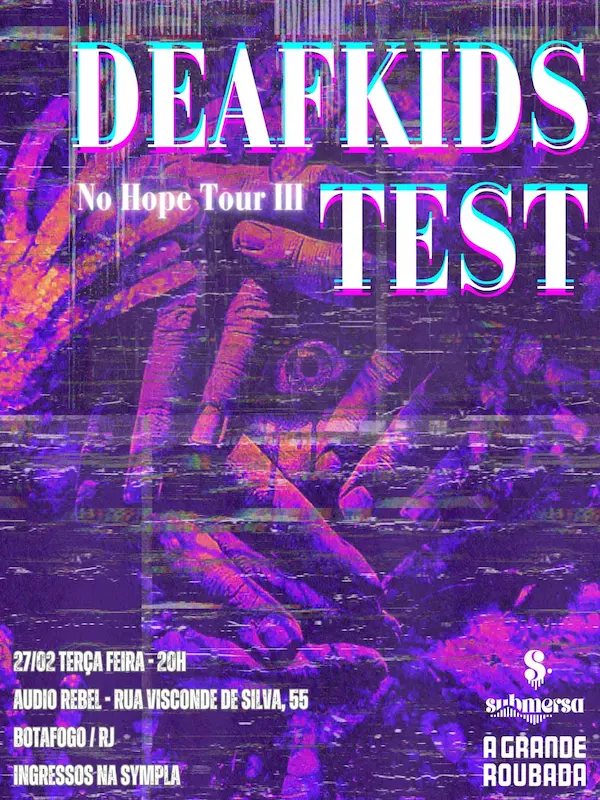 DEAFKIDS
No Hope Tour III
TEST
27/02 TERÇA FEIRA - 20H
AUDIO REBEL - RUA VISCONDE DE SILVA, 55
BOTAFOGO / RJ
INGRESSOS NA SYMPLA
S.
submersa
A GRANDE
ROUBADA